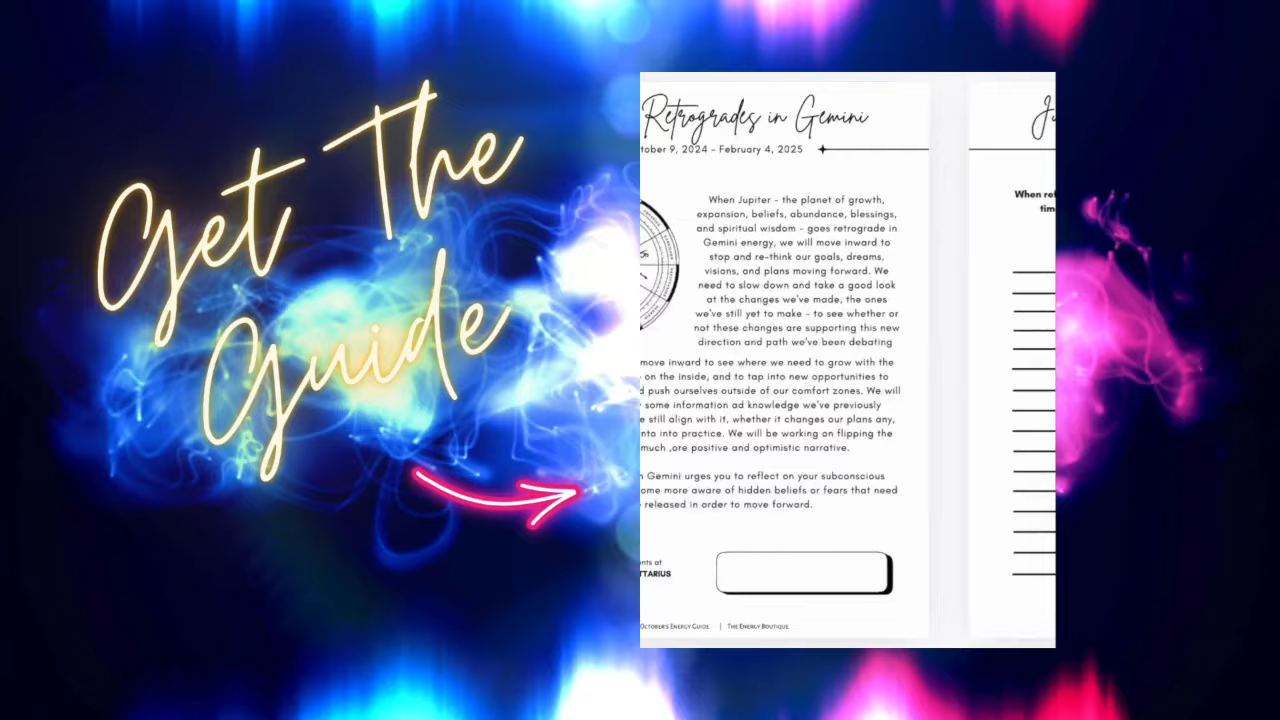 Get The
Guide
Retrogrades in Gemini
tober 9, 2024 – February 4, 2025
When Jupiter – the planet of growth,
expansion, beliefs, abundance, blessings,
and spiritual wisdom – goes retrograde in
Gemini energy, we will move inward to
stop and re-think our goals, dreams,
visions, and plans moving forward. We
need to slow down and take a good look
at the changes we've made, the ones
we've still yet to make – to see whether or
not these changes are supporting this new
direction and path we've been debating
move inward to see where we need to grow with the
on the inside, and to tap into new opportunities to
d push ourselves outside of our comfort zones. We will
some information ad knowledge we've previously
e still align with it, whether it changes our plans any,
nto into practice. We will be working on flipping the
much ,ore positive and optimistic narrative.
n Gemini urges you to reflect on your subconscious
ome more aware of hidden beliefs or fears that need
released in order to move forward.
nts at
TTARIUS
October's Energy Guide | The Energy Boutique
Ju
When ref
tim